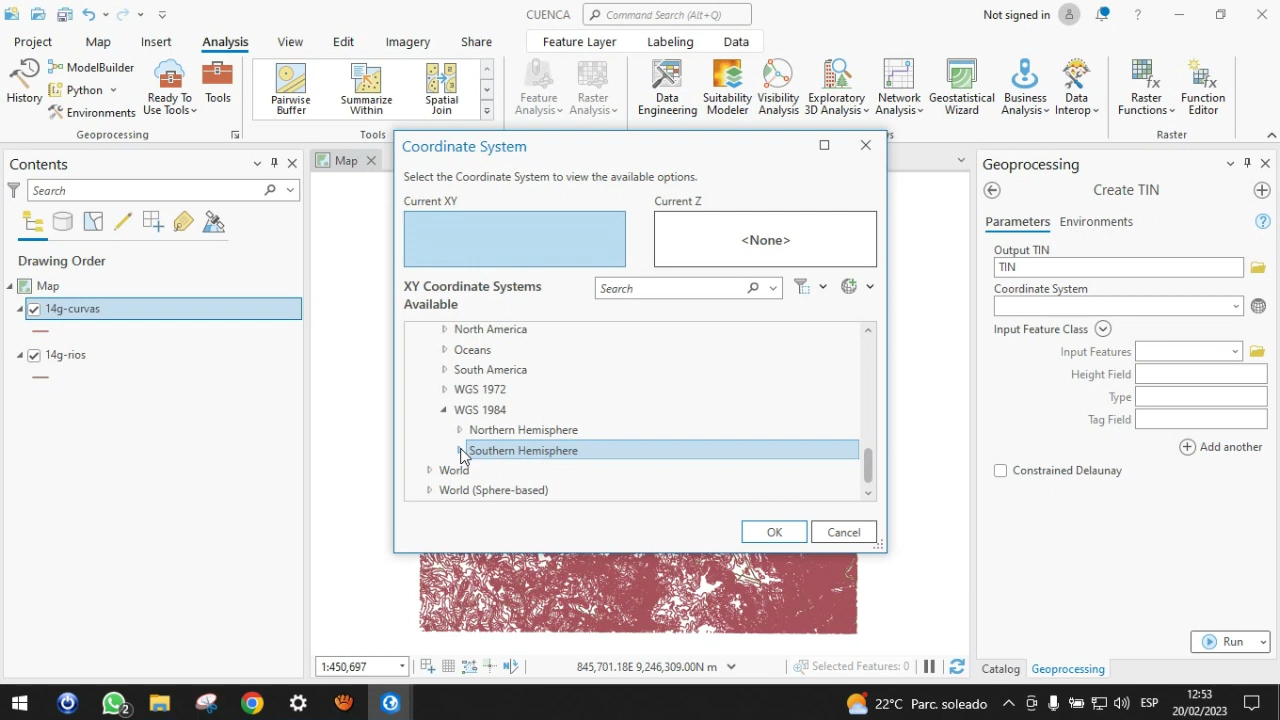 CUENCA
Command Search (Alt+Q)
Not signed in
Project Map Insert Analysis View Edit Imagery Share Feature Layer Labeling Data
History
ModelBuilder
Python
Environments
Ready To Use Tools
Tools
Pairwise Buffer
Summarize Within
Spatial Join
Feature Analysis
Raster Analysis
Data Engineering
Suitability Modeler
Visibility Analysis
Exploratory 3D Analysis
Network Analysis
Geostatistical Wizard
Business Analysis
Data Interop
Raster Functions
Function Editor
Geoprocessing
Tools
Raster
Contents
Search
Drawing Order
Map
14g-curvas
14g-rios
Map
Coordinate System
Select the Coordinate System to view the available options.
Current XY
Current Z
<None>
XY Coordinate Systems Available
Search
North America
Oceans
South America
WGS 1972
WGS 1984
Northern Hemisphere
Southern Hemisphere
World
World (Sphere-based)
OK
Cancel
1:450,697
845,701.18E 9,246,309.00N m
Selected Features: 0
Geoprocessing
Create TIN
Parameters Environments
Output TIN
TIN
Coordinate System
Input Feature Class
Input Features
Height Field
Type
Tag Field
Add another
Constrained Delaunay
Run
Catalog Geoprocessing
2
22°C Parc. soleado
ESP
12:53
20/02/2023